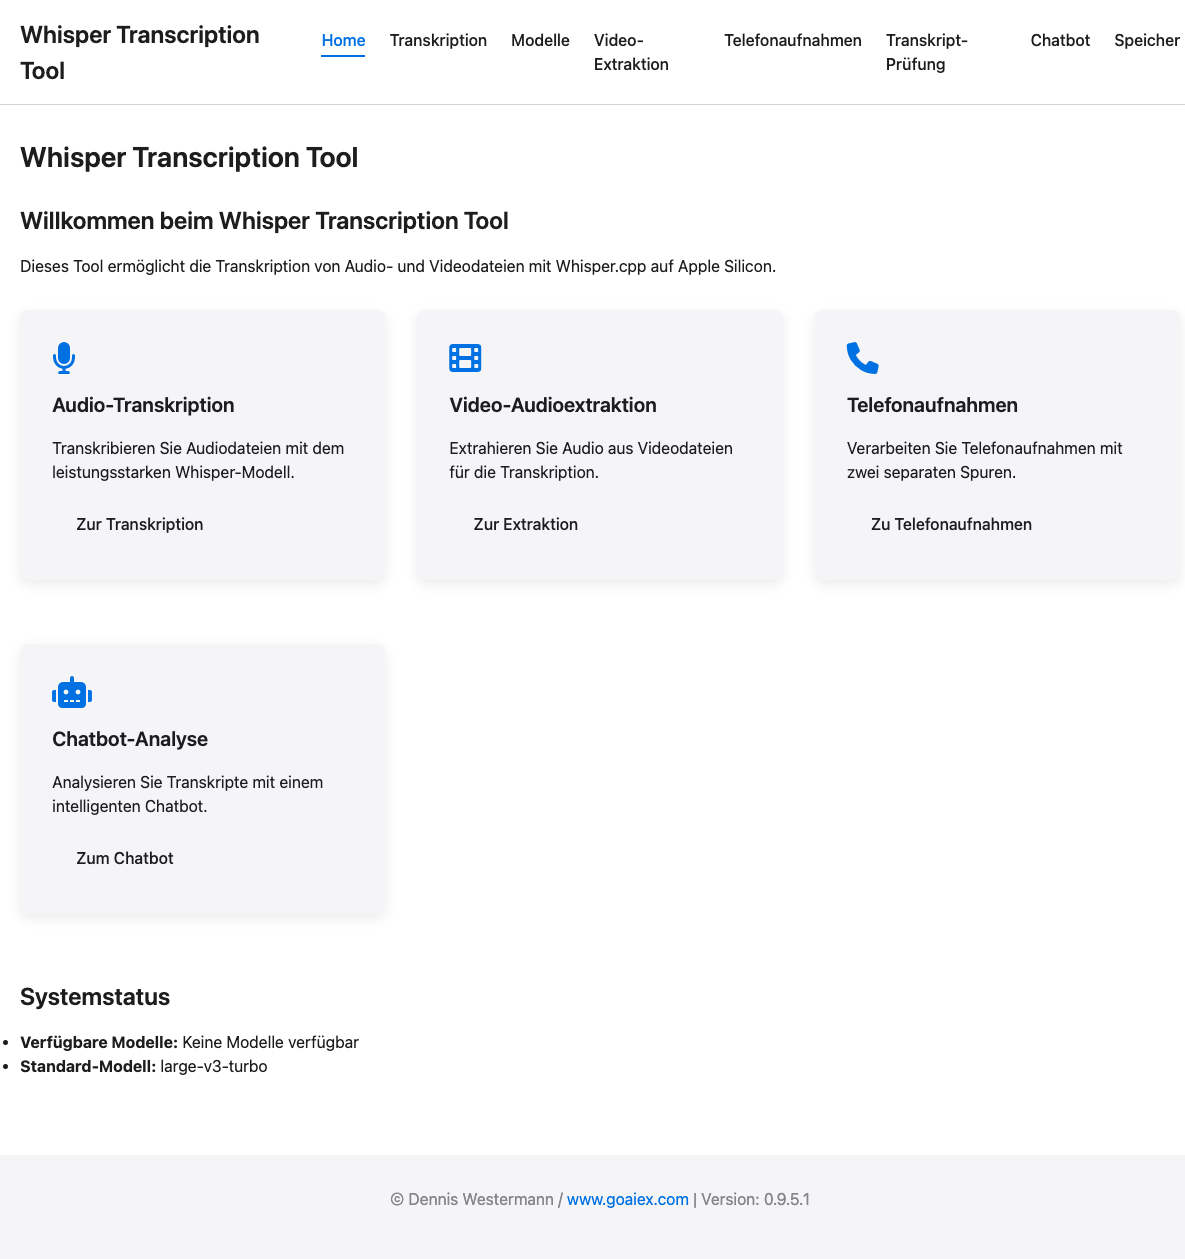 Whisper Transcription
Tool
Home
Transkription
Modelle
Video-
Extraktion
Telefonaufnahmen
Transkript-
Prüfung
Chatbot
Speicher
Whisper Transcription Tool
Willkommen beim Whisper Transcription Tool
Dieses Tool ermöglicht die Transkription von Audio- und Videodateien mit Whisper.cpp auf Apple Silicon.
Audio-Transkription
Transkribieren Sie Audiodateien mit dem
leistungsstarken Whisper-Modell.
Zur Transkription
Video-Audioextraktion
Extrahieren Sie Audio aus Videodateien
für die Transkription.
Zur Extraktion
Telefonaufnahmen
Verarbeiten Sie Telefonaufnahmen mit
zwei separaten Spuren.
Zu Telefonaufnahmen
Chatbot-Analyse
Analysieren Sie Transkripte mit einem
intelligenten Chatbot.
Zum Chatbot
Systemstatus
• Verfügbare Modelle: Keine Modelle verfügbar
• Standard-Modell: large-v3-turbo
© Dennis Westermann / www.goaiex.com | Version: 0.9.5.1